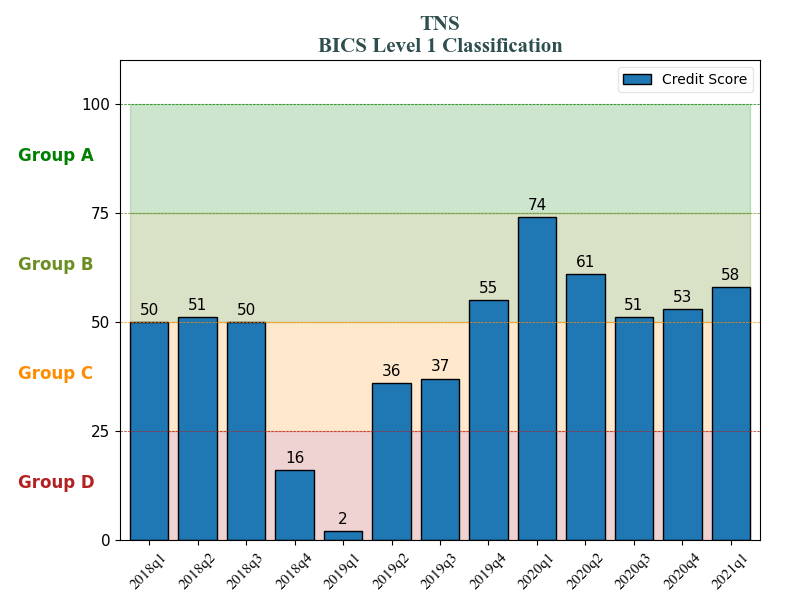 TNS
BICS Level 1 Classification
Credit Score
100
Group A
75
74
Group B
61
58
55
53
50
51
50
51
50
Group C
36
37
25
16
Group D
2
0
2018q1
2018q2
2018q3
2018q4
2019q1
2019q2
2019q3
2019q4
2020q1
2020q2
2020q3
2020q4
2021q1